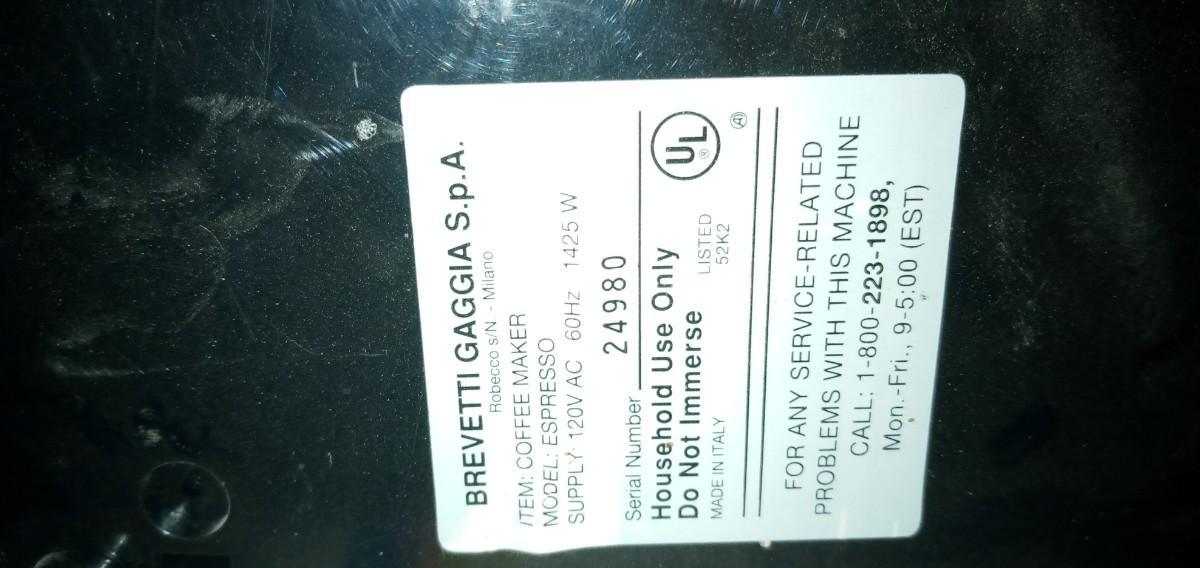 BREVETTI GAGGIA S.p.A.
Robecco s/N. - Milano
ITEM: COFFEE MAKER
MODEL: ESPRESSO
SUPPLY 120V AC 60Hz 1425 W
Serial Number 24980
Household Use Only
Do Not Immerse
LISTED
52K2
UL
®
MADE IN ITALY
(A)
FOR ANY SERVICE-RELATED
PROBLEMS WITH THIS MACHINE
CALL: 1-800-223-1898,
Mon.-Fri., 9-5:00 (EST)